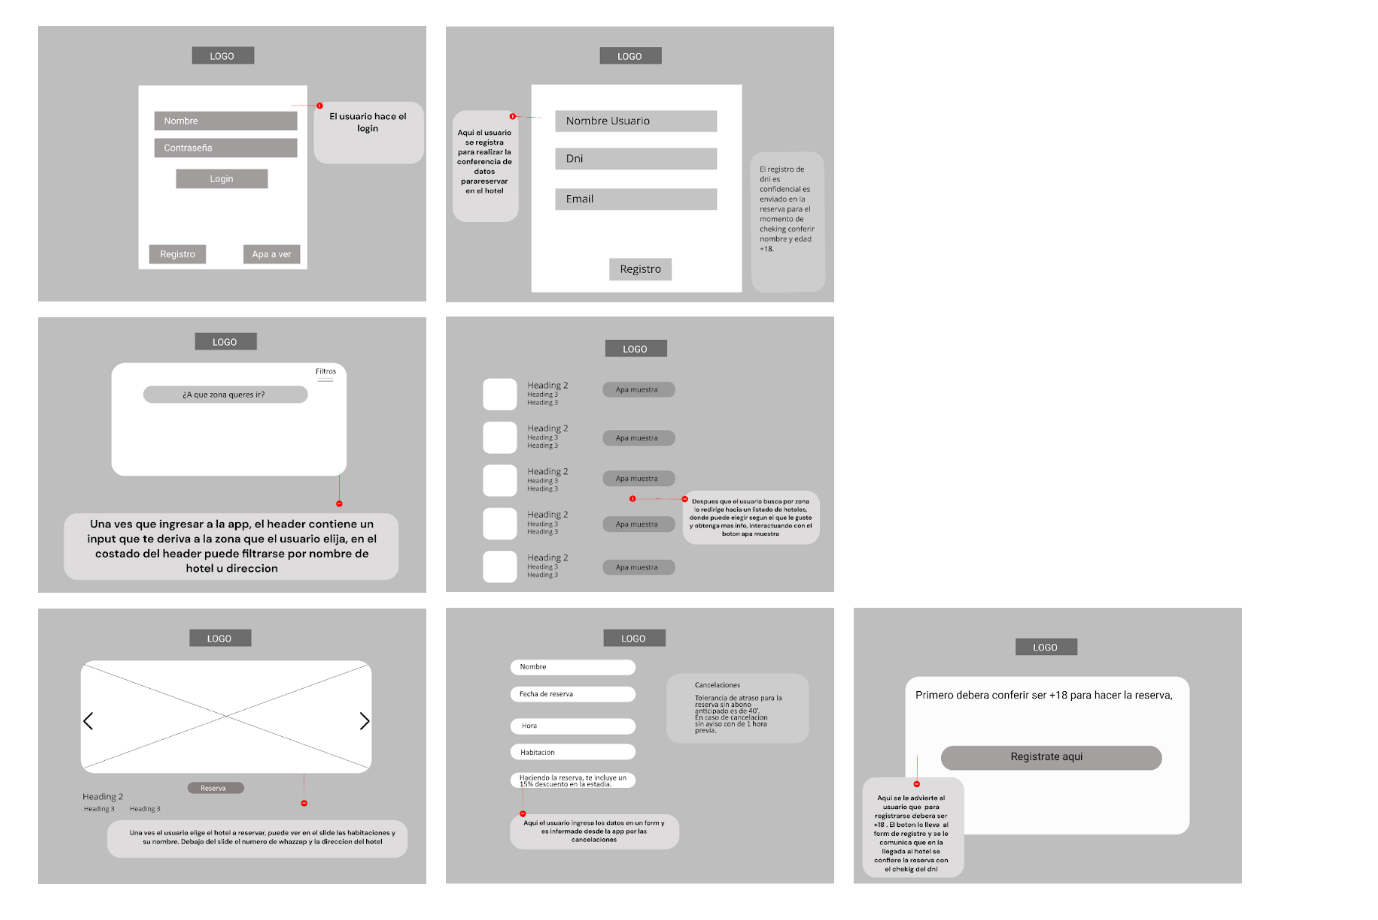 LOGO
Nombre
Contraseña
Login
Registro
Apa a ver
El usuario hace el
login
LOGO
Nombre Usuario
Dni
Email
Registro
Aqui el usuario
se registra
para realizar la
conferencia de
datos
parareservar
en el hotel
El registro de
dni es
confidencial es
enviado en la
reserva para el
momento de
cheking conferir
nombre y edad
+18.
LOGO
Filtros
¿A que zona queres ir?
Una ves que ingresar a la app, el header contiene un
input que te deriva a la zona que el usuario elija, en el
costado del header puede filtrarse por nombre de
hotel u direccion
LOGO
Heading 2
Heading 3
Heading 3
Apa muestra
Heading 2
Heading 3
Heading 3
Apa muestra
Heading 2
Heading 3
Heading 3
Apa muestra
Heading 2
Heading 3
Heading 3
Apa muestra
Heading 2
Heading 3
Heading 3
Apa muestra
Despues que el usuario busca por zona
lo redirige hacia un listado de hoteles,
donde puede elegir segun el que le guste
y obtenga mas info, interactuando con el
boton apa muestra
LOGO
Reserva
Heading 2
Heading 3 Heading 3
Una ves el usuario elige el hotel a reservar, puede ver en el slide las habitaciones y
su nombre. Debajo del slide el numero de whazzap y la direccion del hotel
LOGO
Nombre
Fecha de reserva
Hora
Habitacion
Haciendo la reserva, te incluye un
15% descuento en la estadia.
Cancelaciones
Tolerancia de atraso para la
reserva sin abono
anticipado es de 40'.
En caso de cancelacion
sin aviso con de 1 hora
previa.
Aqui el usuario ingresa los datos en un form y
es informado desde la app por las
cancelaciones
LOGO
Primero debera conferir ser +18 para hacer la reserva,
Registrate aqui
Aqui se le advierte al
usuario que para
registrarse debera ser
+18 . El boton lo lleva al
form de registro y se le
comunica que en la
llegada al hotel se
confiere la reserva con
el chekig del dni